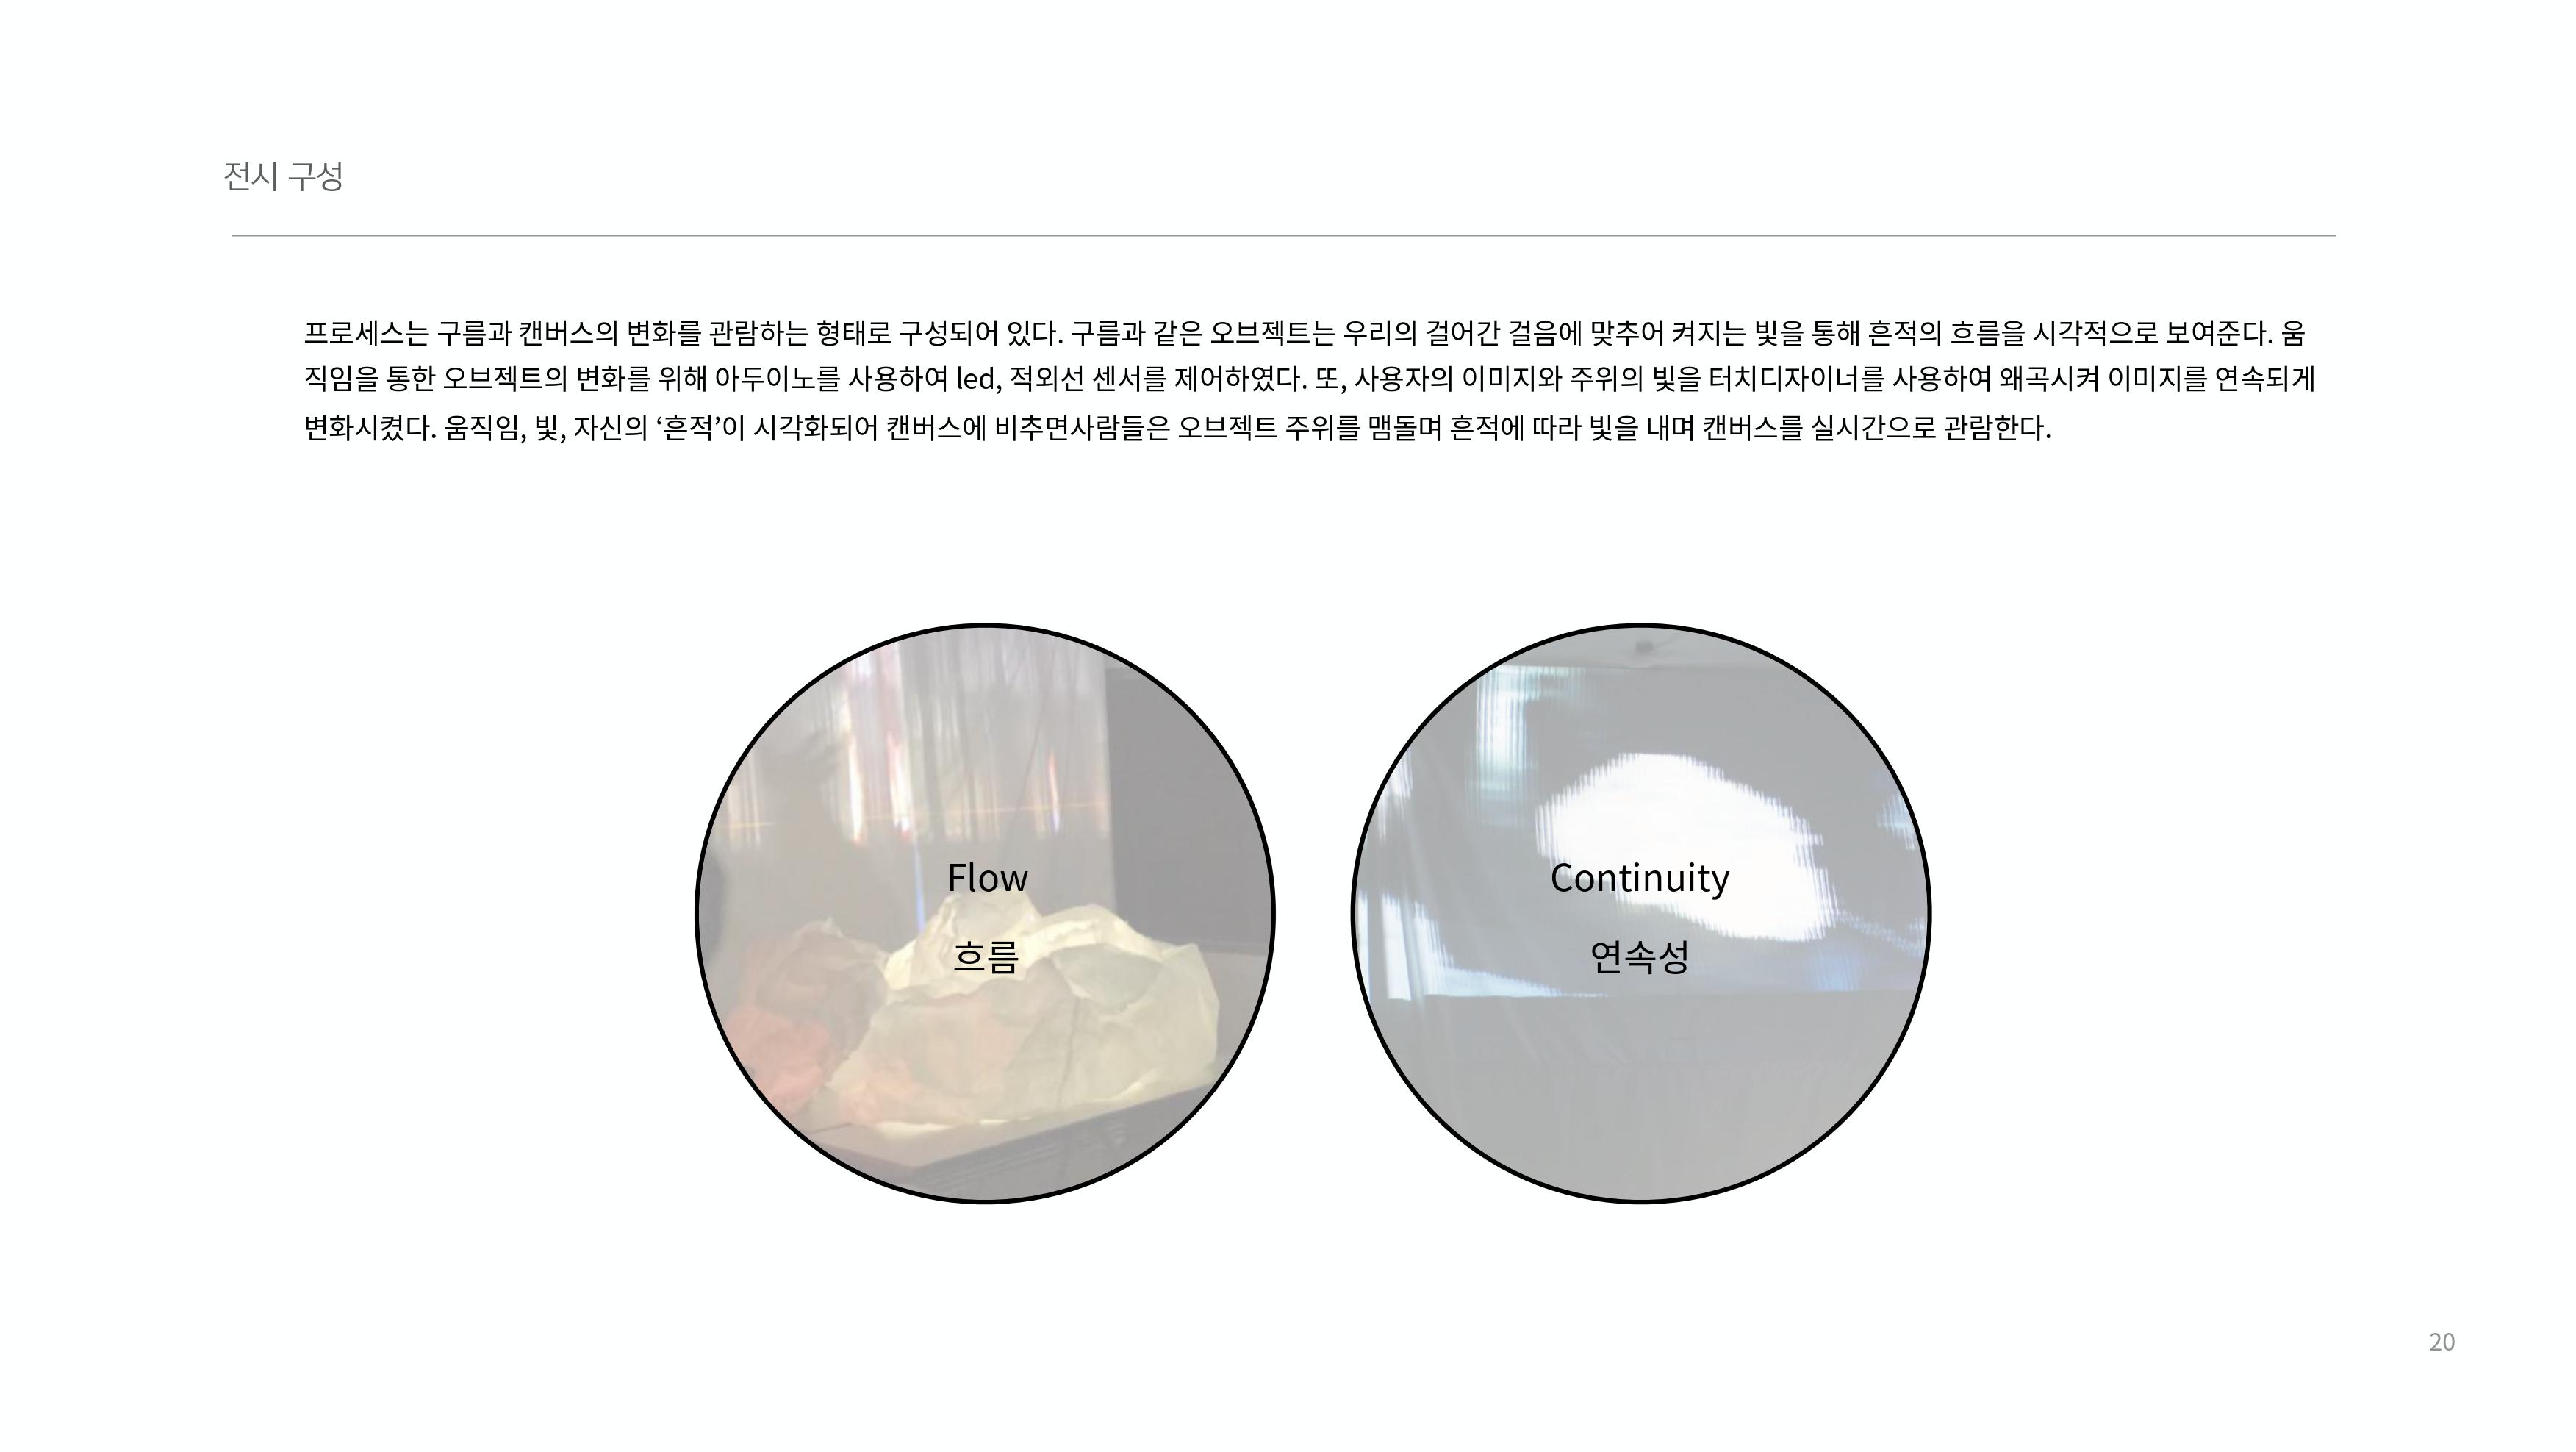 전시 구성
프로세스는 구름과 캔버스의 변화를 관람하는 형태로 구성되어 있다. 구름과 같은 오브젝트는 우리의 걸어간 걸음에 맞추어 켜지는 빛을 통해 흔적의 흐름을 시각적으로 보여준다. 움
직임을 통한 오브젝트의 변화를 위해 아두이노를 사용하여 led, 적외선 센서를 제어하였다. 또, 사용자의 이미지와 주위의 빛을 터치디자이너를 사용하여 왜곡시켜 이미지를 연속되게
변화시켰다. 움직임, 빛, 자신의 ‘흔적’이 시각화되어 캔버스에 비추면사람들은 오브젝트 주위를 맴돌며 흔적에 따라 빛을 내며 캔버스를 실시간으로 관람한다.
Flow
흐름
Continuity
연속성
20